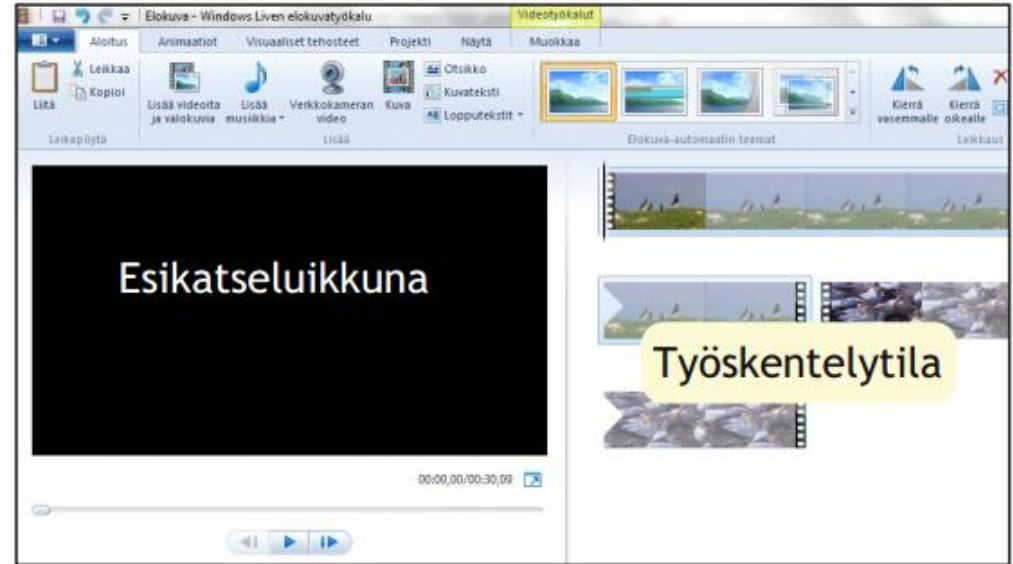 Elokuva - Windows Liven elokuvatyökalu
Videotyökalut
Aloitus Animaatiot Visuaaliset tehosteet Projekti Näytä Muokkaa
Liitä
Leikkaa
Kopioi
Leikepöytä
Lisää videoita
ja valokuvia
Lisää
musiikkia
Verkkokameran
video
Kuva
Otsikko
Kuvateksti
Lopputekstit
Lisää
Elokuva-automaatin teemat
Kierrä
vasemmalle
Kierrä
oikealle
Leikkaus
Esikatseluikkuna
Työskentelytila
00:00,00/00:30,09